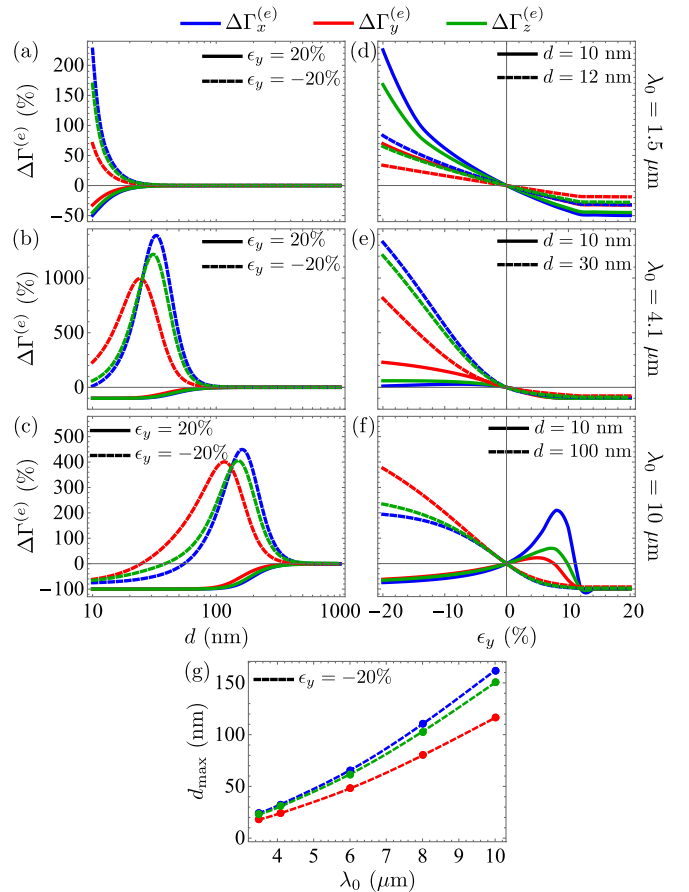 ΔΓ_x^(e) ΔΓ_y^(e) ΔΓ_z^(e)
(a) ϵ_y = 20%
ϵ_y = −20%
200
150
100
50
0
−50
ΔΓ^(e) (%)
(d) d = 10 nm
d = 12 nm
λ_0 = 1.5 μm
(b) ϵ_y = 20%
ϵ_y = −20%
1000
500
0
ΔΓ^(e) (%)
(e) d = 10 nm
d = 30 nm
λ_0 = 4.1 μm
(c) ϵ_y = 20%
ϵ_y = −20%
500
400
300
200
100
0
−100
ΔΓ^(e) (%)
10 100 1000
d (nm)
(f) d = 10 nm
d = 100 nm
λ_0 = 10 μm
−20 −10 0 10 20
ϵ_y (%)
(g) ϵ_y = −20%
150
100
50
0
d_max (nm)
4 5 6 7 8 9 10
λ_0 (μm)